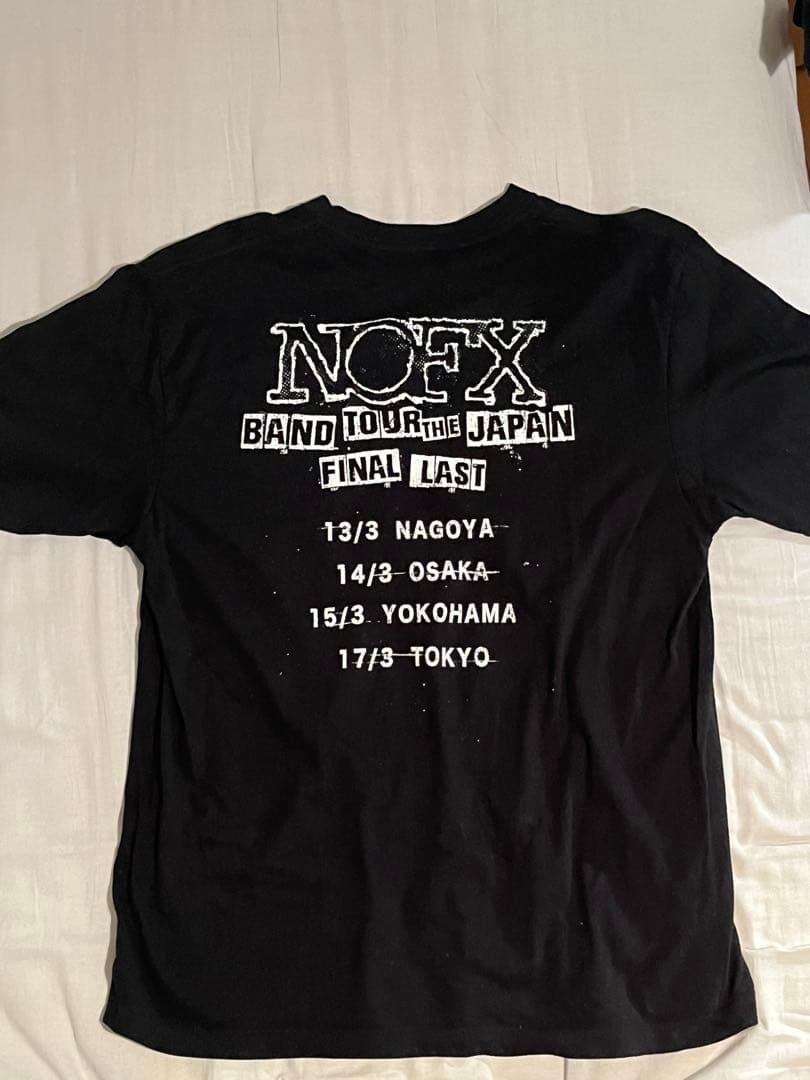 NOFX
BAND TOUR THE JAPAN
FINAL LAST
13/3 NAGOYA
14/3 OSAKA
15/3 YOKOHAMA
17/3 TOKYO